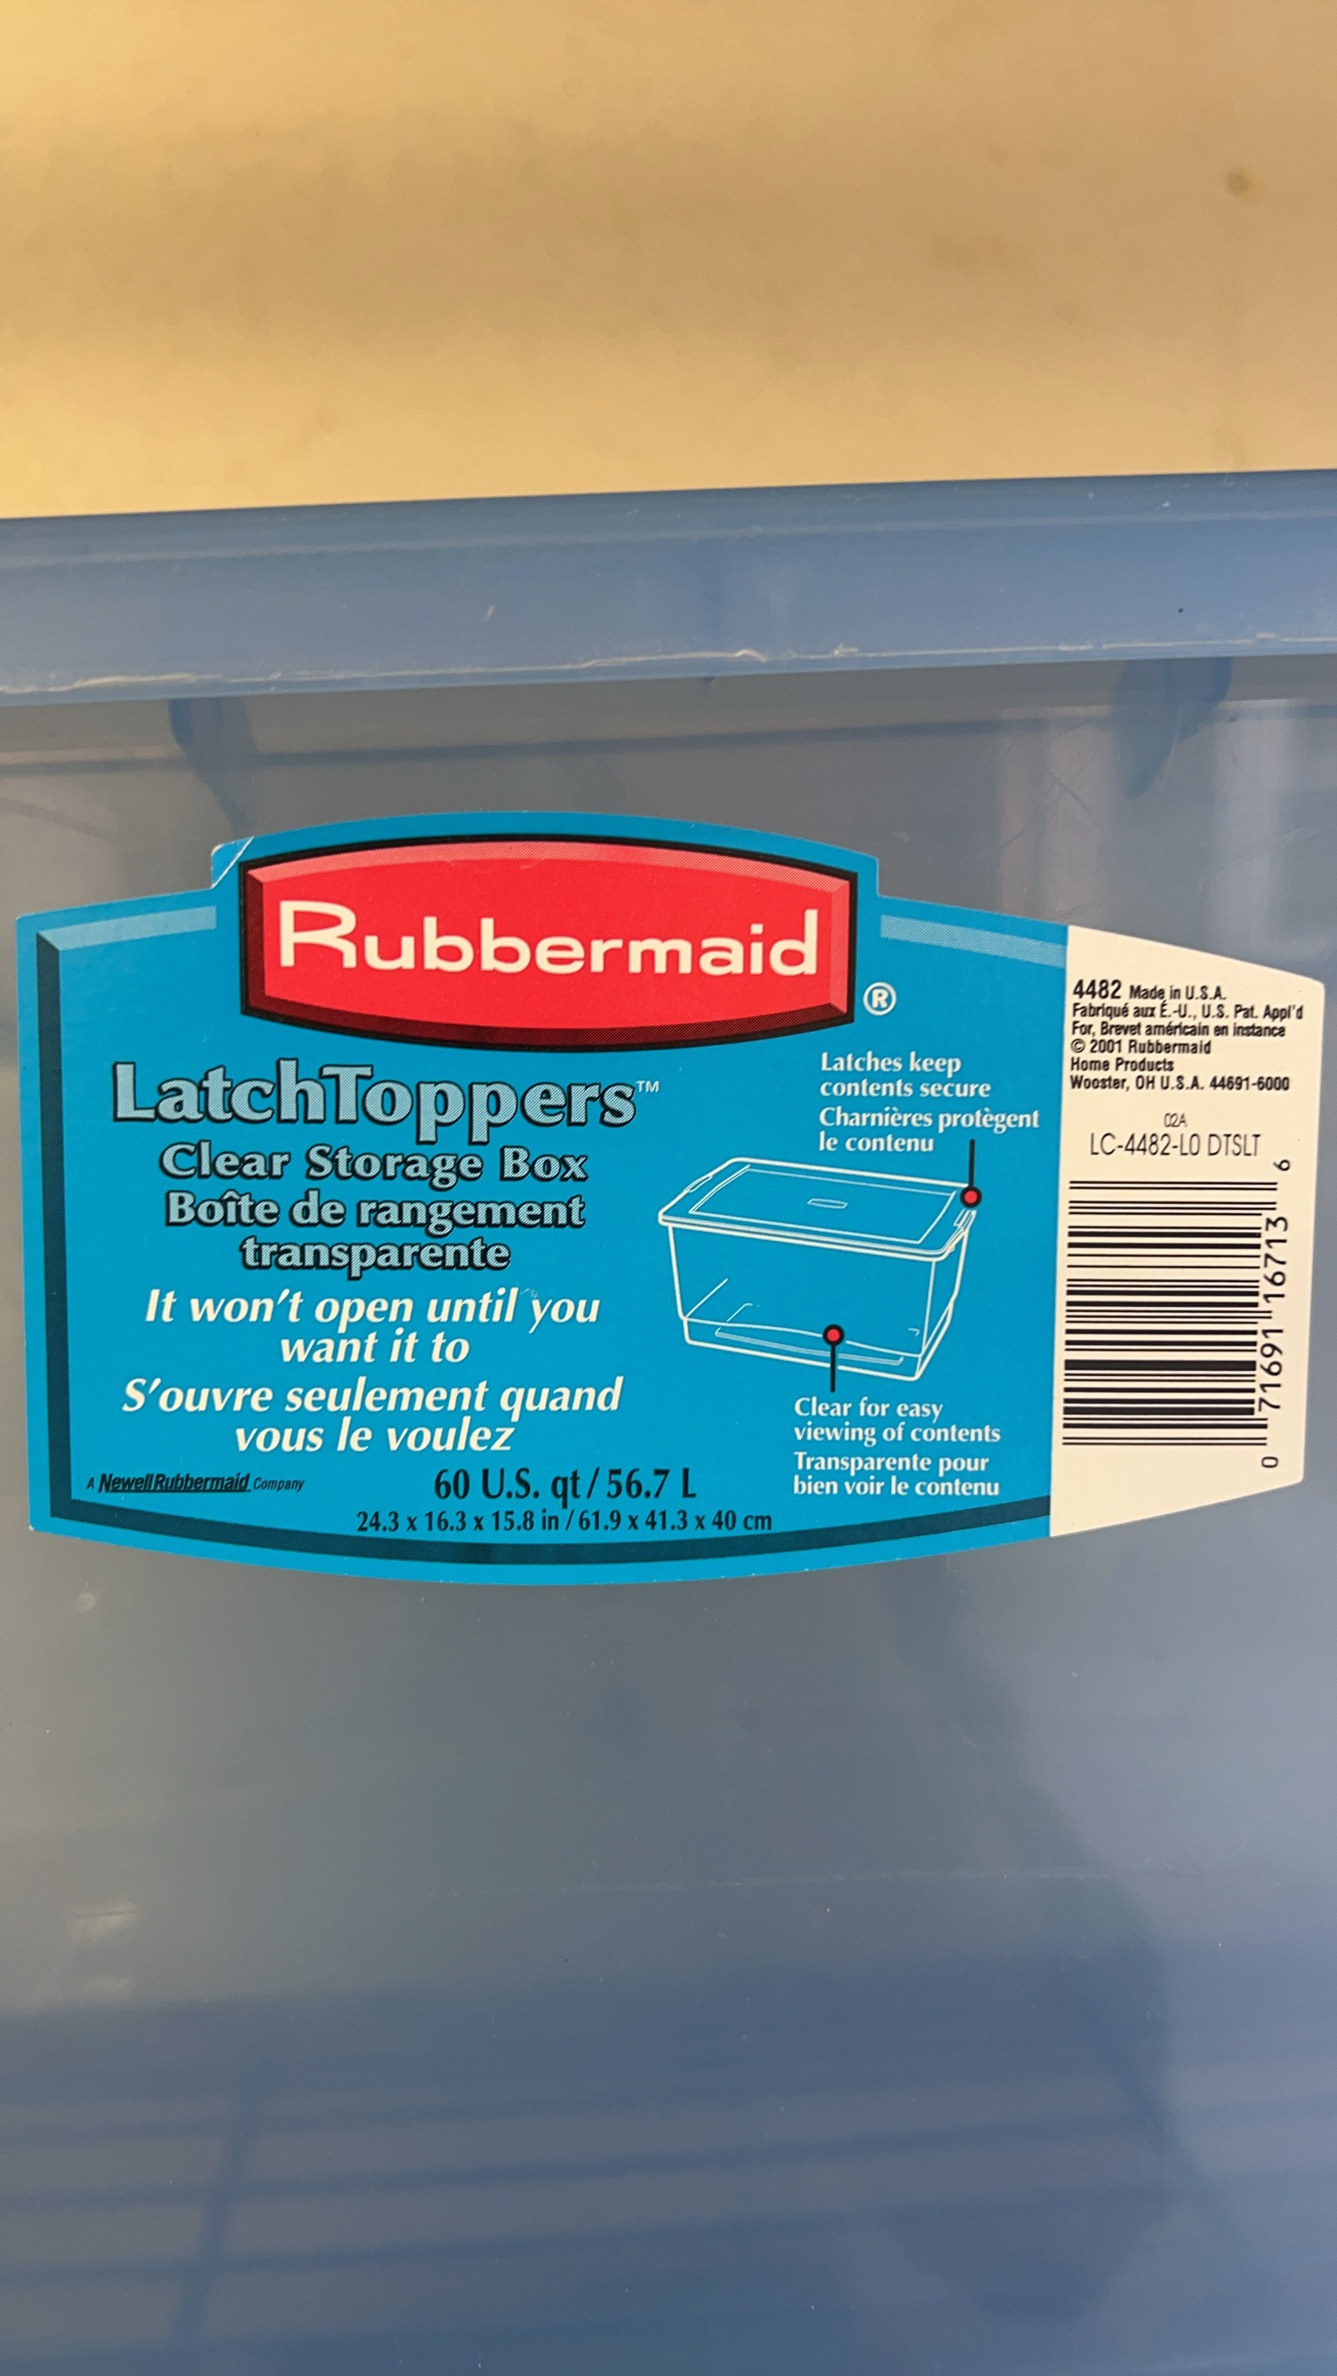 Rubbermaid
®
LatchToppers™
Clear Storage Box
Boîte de rangement
transparente
It won't open until you
want it to
S'ouvre seulement quand
vous le voulez
A NewellRubbermaid Company
60 U.S. qt / 56.7 L
24.3 x 16.3 x 15.8 in / 61.9 x 41.3 x 40 cm
Latches keep
contents secure
Charnières protègent
le contenu
Clear for easy
viewing of contents
Transparente pour
bien voir le contenu
4482 Made in U.S.A.
Fabriqué aux É.-U., U.S. Pat. Appl'd
For, Brevet américain en instance
© 2001 Rubbermaid
Home Products
Wooster, OH U.S.A. 44691-6000
02A
LC-4482-L0 DTSLT
0 71691 16713 6